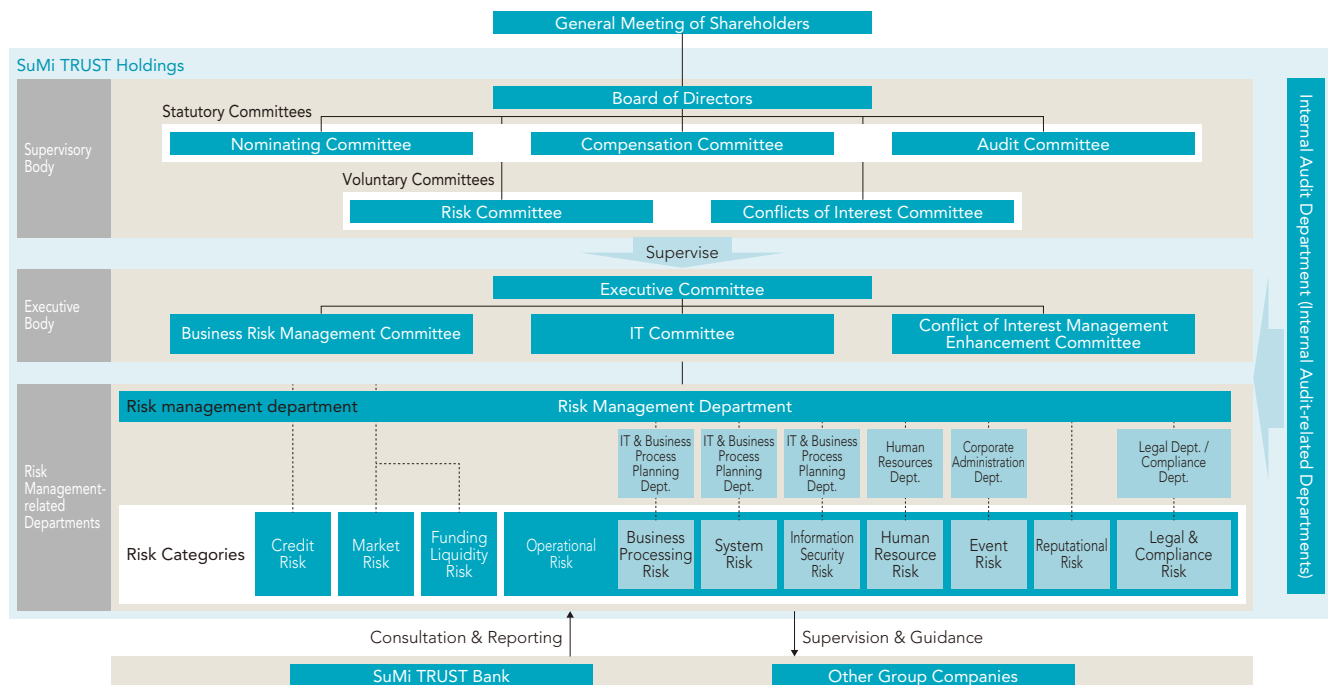 General Meeting of Shareholders
SuMi TRUST Holdings
Supervisory
Body
Board of Directors
Statutory Committees
Nominating Committee
Compensation Committee
Audit Committee
Voluntary Committees
Risk Committee
Conflicts of Interest Committee
Supervise
Executive
Body
Executive Committee
Business Risk Management Committee
IT Committee
Conflict of Interest Management
Enhancement Committee
Risk
Management-
related
Departments
Risk management department
Risk Management Department
IT & Business
Process
Planning
Dept.
IT & Business
Process
Planning
Dept.
IT & Business
Process
Planning
Dept.
Human
Resources
Dept.
Corporate
Administration
Dept.
Legal Dept. /
Compliance
Dept.
Risk Categories
Credit
Risk
Market
Risk
Funding
Liquidity
Risk
Operational
Risk
Business
Processing
Risk
System
Risk
Information
Security
Risk
Human
Resource
Risk
Event
Risk
Reputational
Risk
Legal &
Compliance
Risk
Internal Audit Department (Internal Audit-related Departments)
Consultation & Reporting
Supervision & Guidance
SuMi TRUST Bank
Other Group Companies